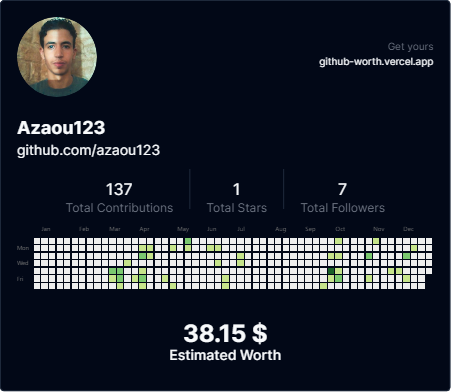 Get yours
github-worth.vercel.app
Azaou123
github.com/azaou123
137 1 7
Total Contributions Total Stars Total Followers
Jan Feb Mar Apr May Jun Jul Aug Sep Oct Nov Dec
Mon
Wed
Fri
38.15 $
Estimated Worth